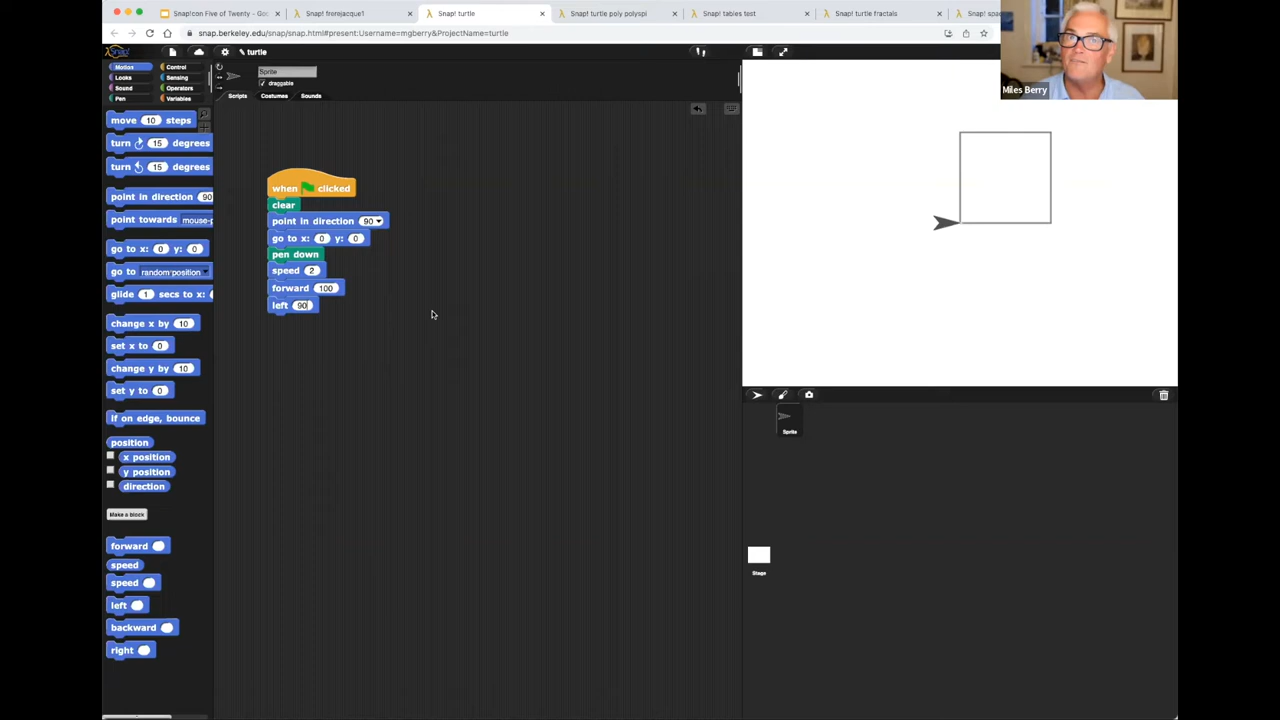 Snap!con Five of Twenty - Goo
Snap! frerejacque1
Snap! turtle
Snap! turtle poly polyspi
Snap! tables test
Snap! turtle fractals
Snap! spac
snap.berkeley.edu/snap/snap.html#present:Username=mgberry&ProjectName=turtle
Miles Berry
Snap!
turtle
Motion
Control
Looks
Sensing
Sound
Operators
Pen
Variables
Sprite
draggable
Scripts
Costumes
Sounds
move 10 steps
turn 15 degrees
turn 15 degrees
point in direction 90
point towards mouse-p
go to x: 0 y: 0
go to random position
glide 1 secs to x: 0
change x by 10
set x to 0
change y by 10
set y to 0
if on edge, bounce
position
x position
y position
direction
Make a block
forward
speed
speed
left
backward
right
when clicked
clear
point in direction 90
go to x: 0 y: 0
pen down
speed 2
forward 100
left 90
Sprite
Stage